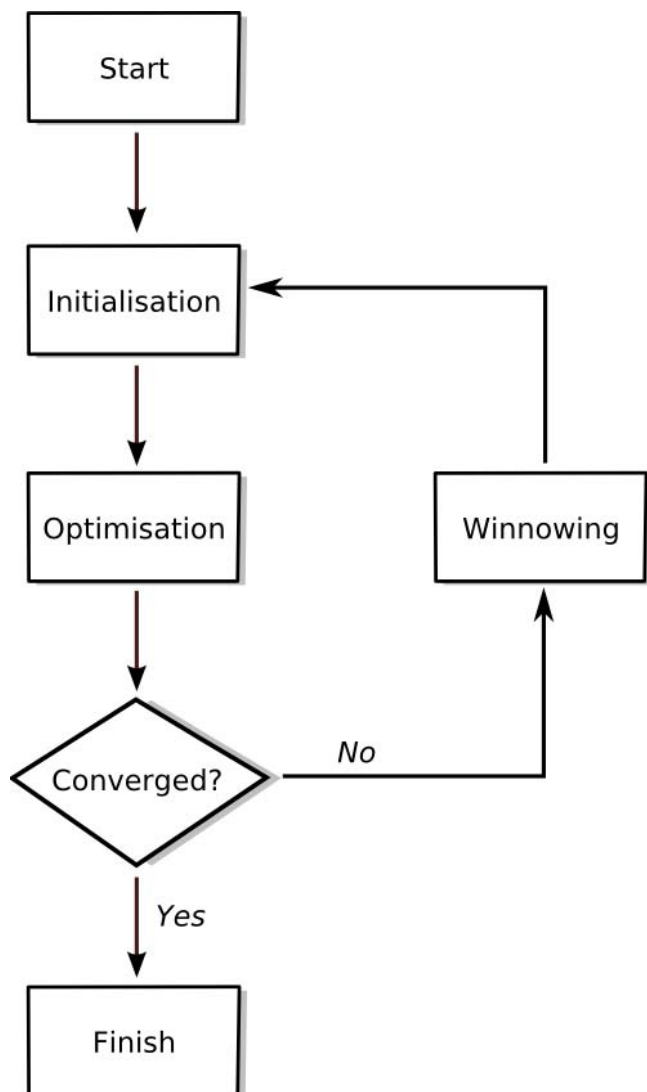 Start
Initialisation
Optimisation
Winnowing
Converged?
No
Yes
Finish